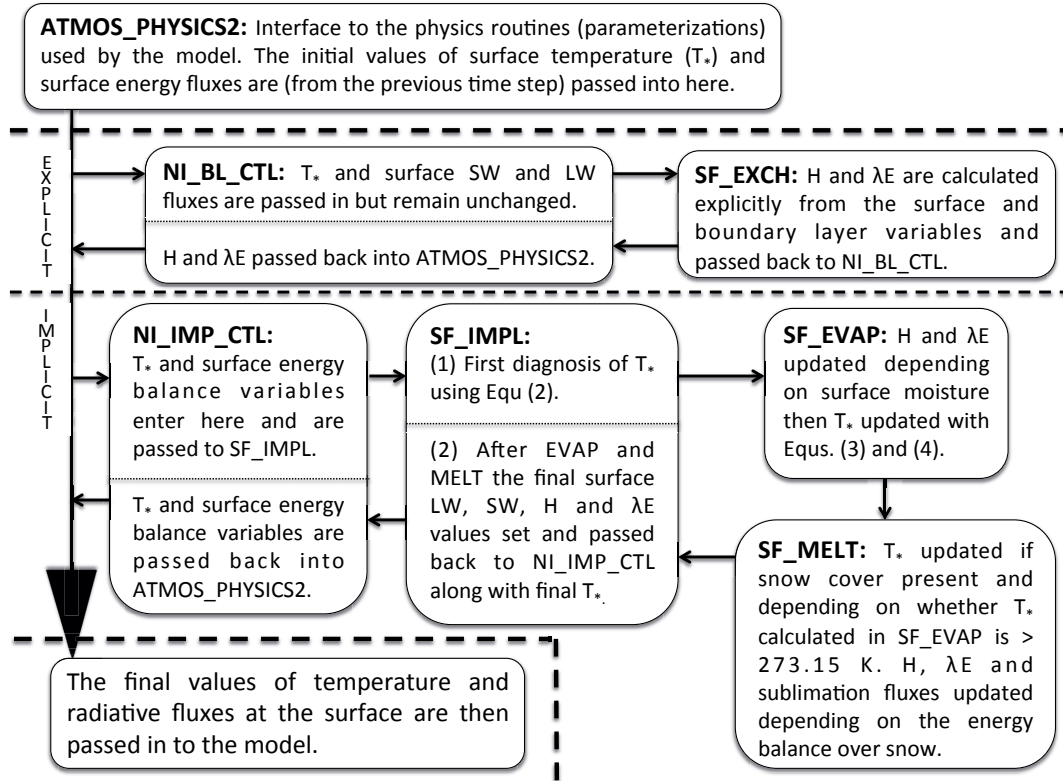 ATMOS_PHYSICS2: Interface to the physics routines (parameterizations)
used by the model. The initial values of surface temperature (T*) and
surface energy fluxes are (from the previous time step) passed into here.
EXPLICIT
NI_BL_CTL: T* and surface SW and LW
fluxes are passed in but remain unchanged.
H and λE passed back into ATMOS_PHYSICS2.
SF_EXCH: H and λE are calculated
explicitly from the surface and
boundary layer variables and
passed back to NI_BL_CTL.
IMPLICIT
NI_IMP_CTL:
T* and surface energy
balance variables
enter here and are
passed to SF_IMPL.
T* and surface energy
balance variables are
passed back into
ATMOS_PHYSICS2.
SF_IMPL:
(1) First diagnosis of T*
using Equ (2).
(2) After EVAP and
MELT the final surface
LW, SW, H and λE
values set and passed
back to NI_IMP_CTL
along with final T*.
SF_EVAP: H and λE
updated depending
on surface moisture
then T* updated with
Equs. (3) and (4).
SF_MELT: T* updated if
snow cover present and
depending on whether T*
calculated in SF_EVAP is >
273.15 K. H, λE and
sublimation fluxes updated
depending on the energy
balance over snow.
The final values of temperature and
radiative fluxes at the surface are then
passed in to the model.